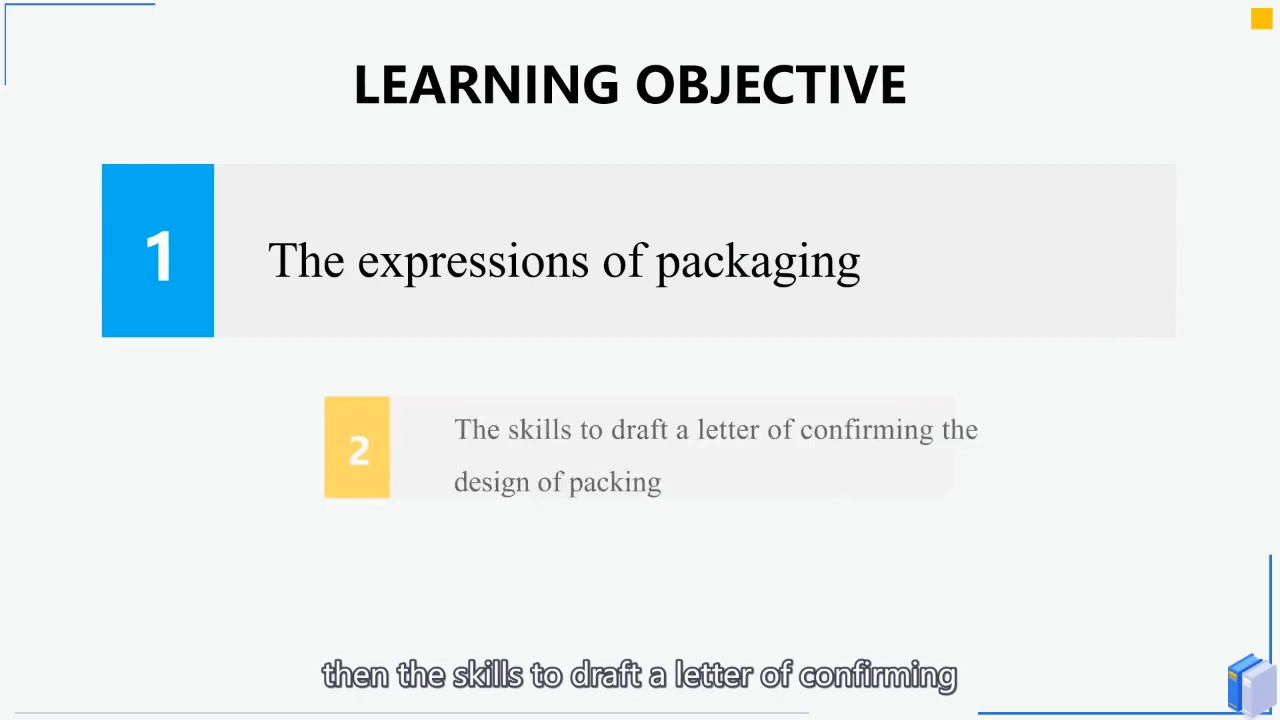 LEARNING OBJECTIVE
1
The expressions of packaging
2
The skills to draft a letter of confirming the
design of packing
then the skills to draft a letter of confirming